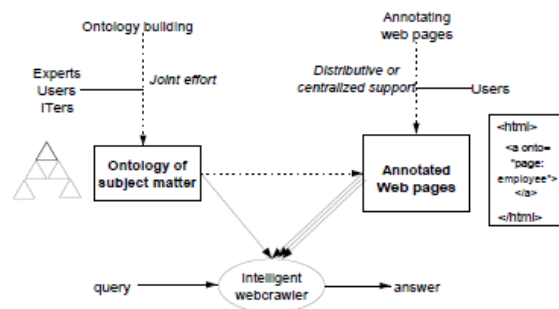 Ontology building
Annotating
web pages
Experts
Users
ITers
Joint effort
Distributive or
centralized support
Users
Ontology of
subject matter
Annotated
Web pages
<html>
<a onto=
"page:
employee">
</a>
</html>
query
Intelligent
webcrawler
answer